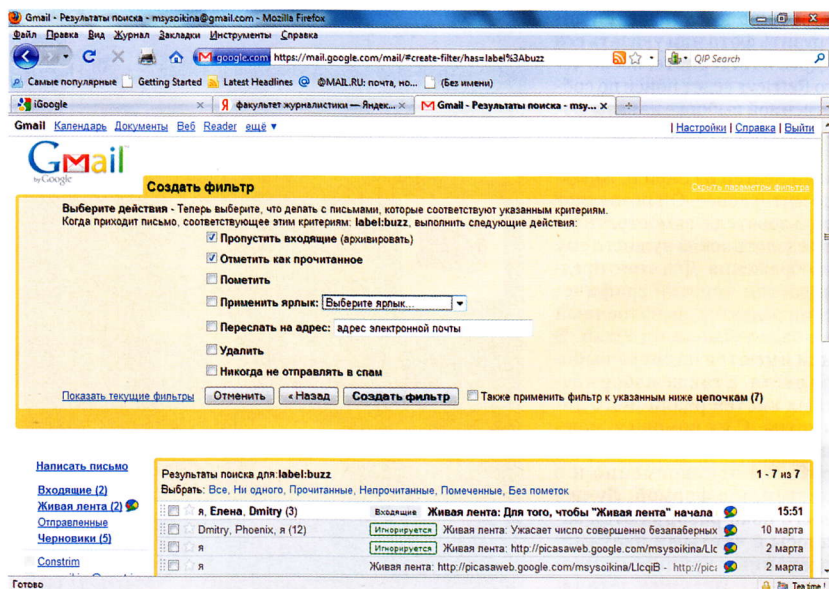 Gmail - Результаты поиска - msysoikina@gmail.com - Mozilla Firefox
Файл Правка Вид Журнал Закладки Инструменты Справка
google.com https://mail.google.com/mail/#create-filter/has=label%3Abuzz QIP Search
Самые популярные Getting Started Latest Headlines @MAIL.RU: почта, но... (Без имени)
iGoogle факультет журналистики — Яндек... Gmail - Результаты поиска - msy...
Gmail Календарь Документы Веб Reader ещё ▼ | Настройки | Справка | Выйти
Gmail
by Google
Создать фильтр Скрыть параметры фильтра
Выберите действия - Теперь выберите, что делать с письмами, которые соответствуют указанным критериям.
Когда приходит письмо, соответствующее этим критериям: label:buzz, выполнить следующие действия:
Пропустить входящие (архивировать)
Отметить как прочитанное
Пометить
Применить ярлык: Выберите ярлык...
Переслать на адрес: адрес электронной почты
Удалить
Никогда не отправлять в спам
Показать текущие фильтры Отменить « Назад Создать фильтр Также применить фильтр к указанным ниже цепочкам (7)
Написать письмо
Входящие (2)
Живая лента (2)
Отправленные
Черновики (5)
Constrim
Результаты поиска для:label:buzz 1 - 7 из 7
Выбрать: Все, Ни одного, Прочитанные, Непрочитанные, Помеченные, Без пометок
я, Елена, Dmitry (3) Входящие Живая лента: Для того, чтобы "Живая лента" начала 15:51
Dmitry, Phoenix, я (12) Игнорируется Живая лента: Ужасает число совершенно безалаберных 10 марта
я Игнорируется Живая лента: http://picasaweb.google.com/msysoikina/Llc 2 марта
я Живая лента: http://picasaweb.google.com/msysoikina/LlcqiB - http://pica 2 марта
Готово Tea time!